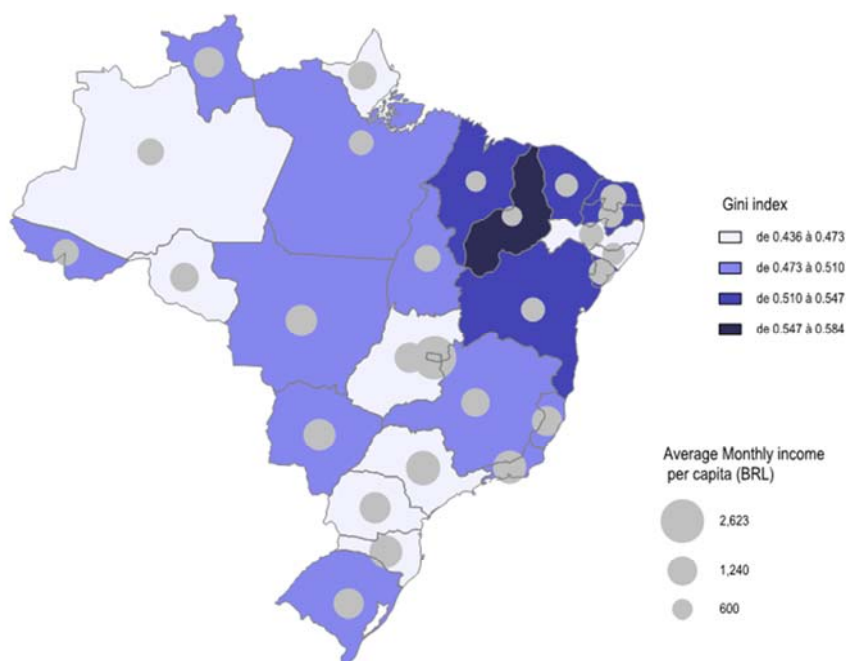 Gini index
de 0.436 à 0.473
de 0.473 à 0.510
de 0.510 à 0.547
de 0.547 à 0.584
Average Monthly income
per capita (BRL)
2,623
1,240
600